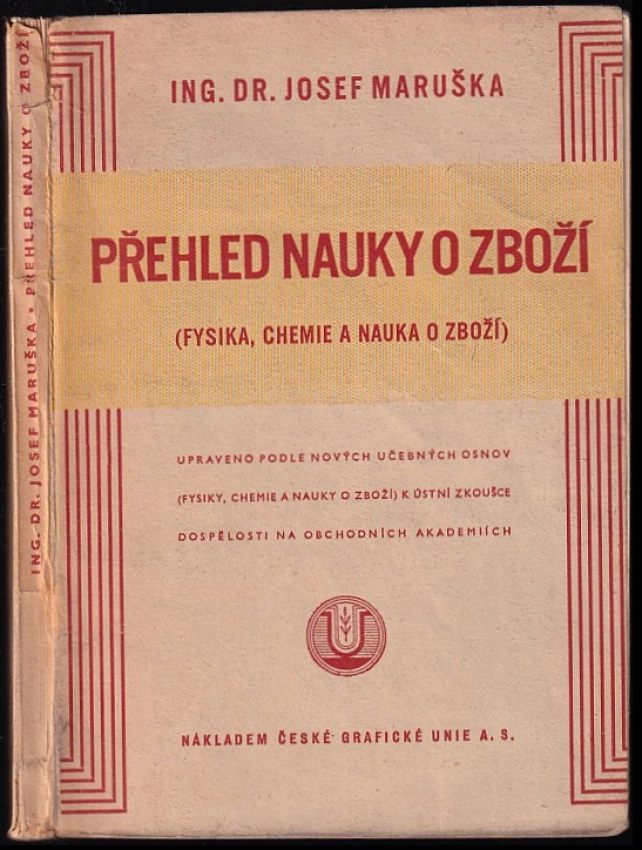 ING. DR. JOSEF MARUŠKA • PŘEHLED NAUKY O ZBOŽÍ
ING. DR. JOSEF MARUŠKA
PŘEHLED NAUKY O ZBOŽÍ
(FYSIKA, CHEMIE A NAUKA O ZBOŽÍ)
UPRAVENO PODLE NOVÝCH UČEBNÝCH OSNOV
(FYSIKY, CHEMIE A NAUKY O ZBOŽÍ) K ÚSTNÍ ZKOUŠCE
DOSPĚLOSTI NA OBCHODNÍCH AKADEMIÍCH
U
NÁKLADEM ČESKÉ GRAFICKÉ UNIE A. S.